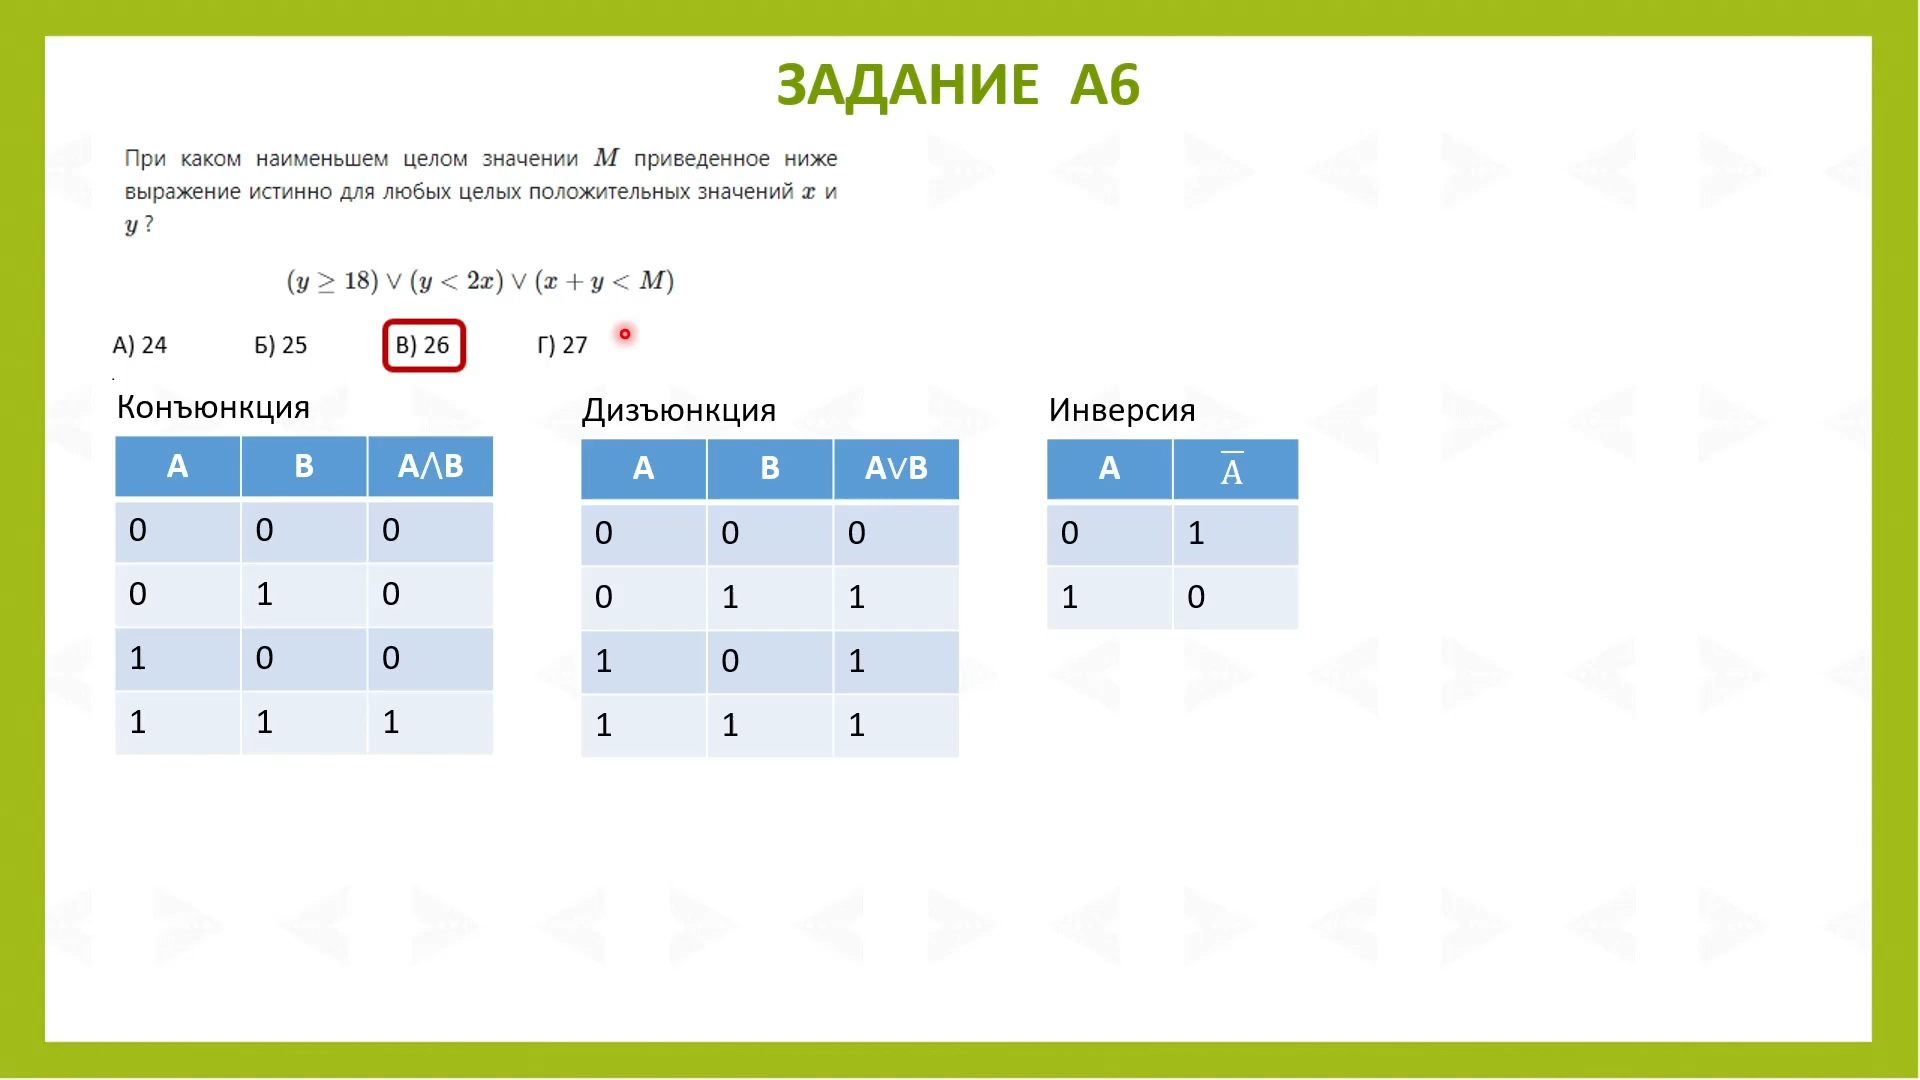 ЗАДАНИЕ А6
При каком наименьшем целом значении M приведенное ниже
выражение истинно для любых целых положительных значений x и
y ?
(y ≥ 18) ∨ (y < 2x) ∨ (x + y < M)
А) 24 Б) 25 В) 26 Г) 27
.
Конъюнкция Дизъюнкция Инверсия
A B A⋀B
0 0 0
0 1 0
1 0 0
1 1 1
A B A∨B
0 0 0
0 1 1
1 0 1
1 1 1
A A̅
0 1
1 0